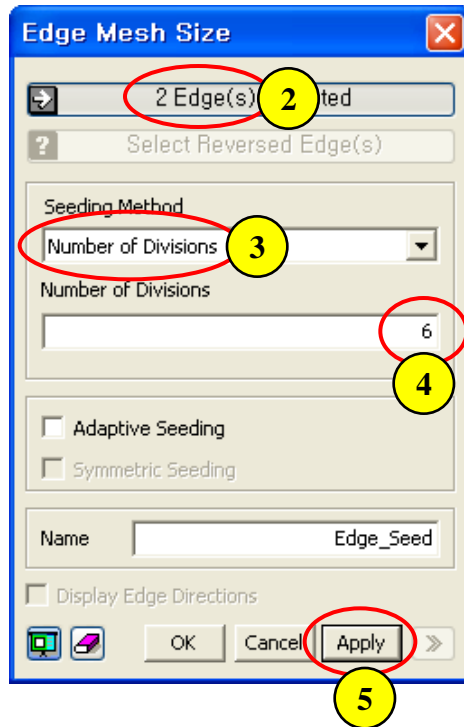 Edge Mesh Size
2 Edge(s) 2 ted
? Select Reversed Edge(s)
Seeding Method
Number of Divisions 3
Number of Divisions
6
4
Adaptive Seeding
Symmetric Seeding
Name Edge_Seed
Display Edge Directions
OK Cancel Apply
5